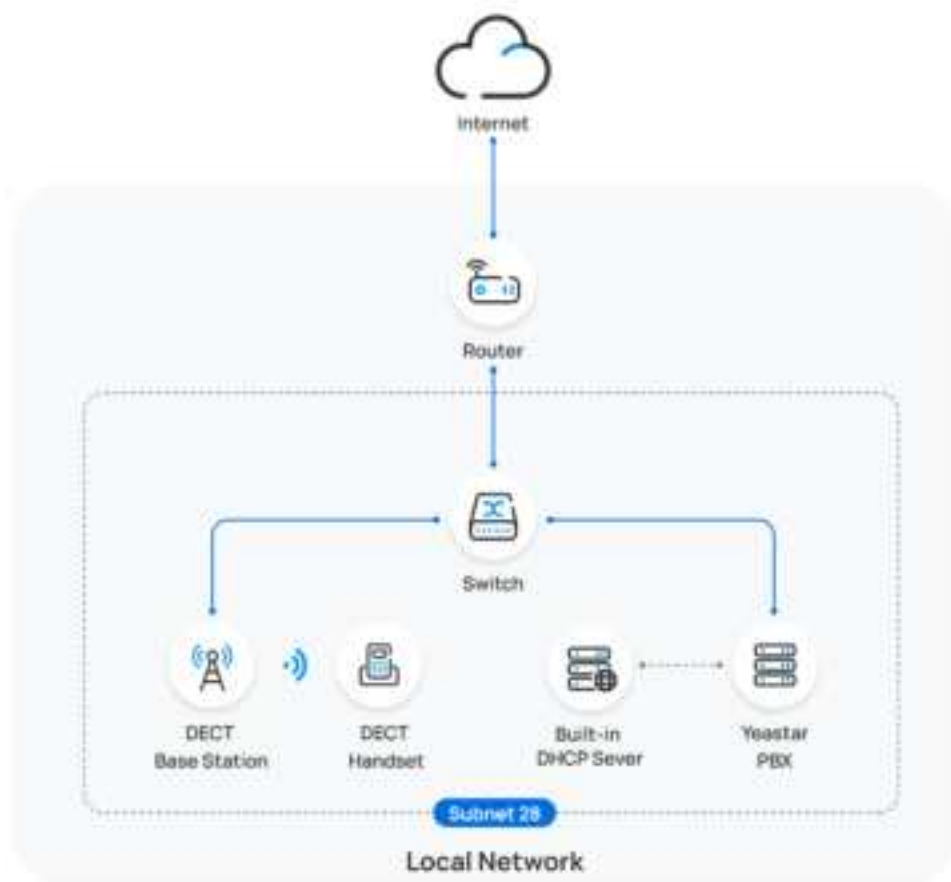 Internet
Router
Switch
DECT
Base Station
DECT
Handset
Built-in
DHCP Sever
Yeastar
PBX
Subnet 28
Local Network